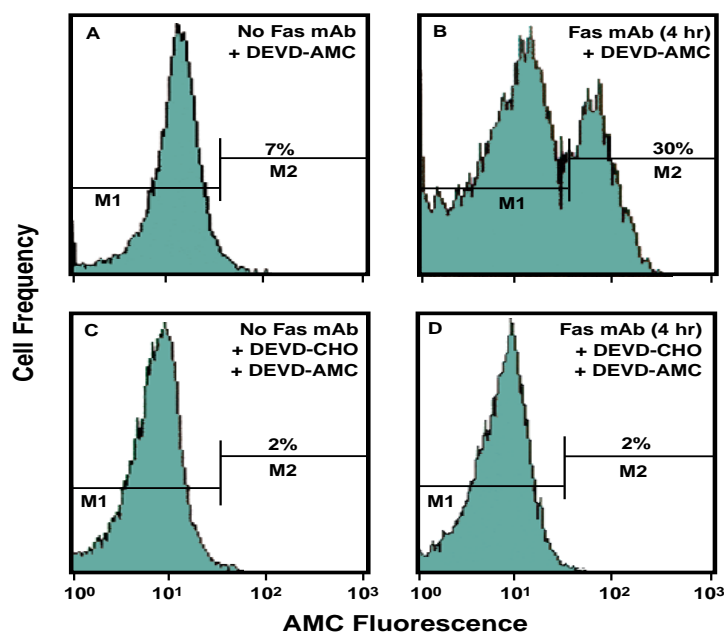 A
No Fas mAb
+ DEVD-AMC
7%
M1
M2
B
Fas mAb (4 hr)
+ DEVD-AMC
30%
M1
M2
C
No Fas mAb
+ DEVD-CHO
+ DEVD-AMC
2%
M1
M2
D
Fas mAb (4 hr)
+ DEVD-CHO
+ DEVD-AMC
2%
M1
M2
Cell Frequency
10⁰ 10¹ 10² 10³
10⁰ 10¹ 10² 10³
AMC Fluorescence